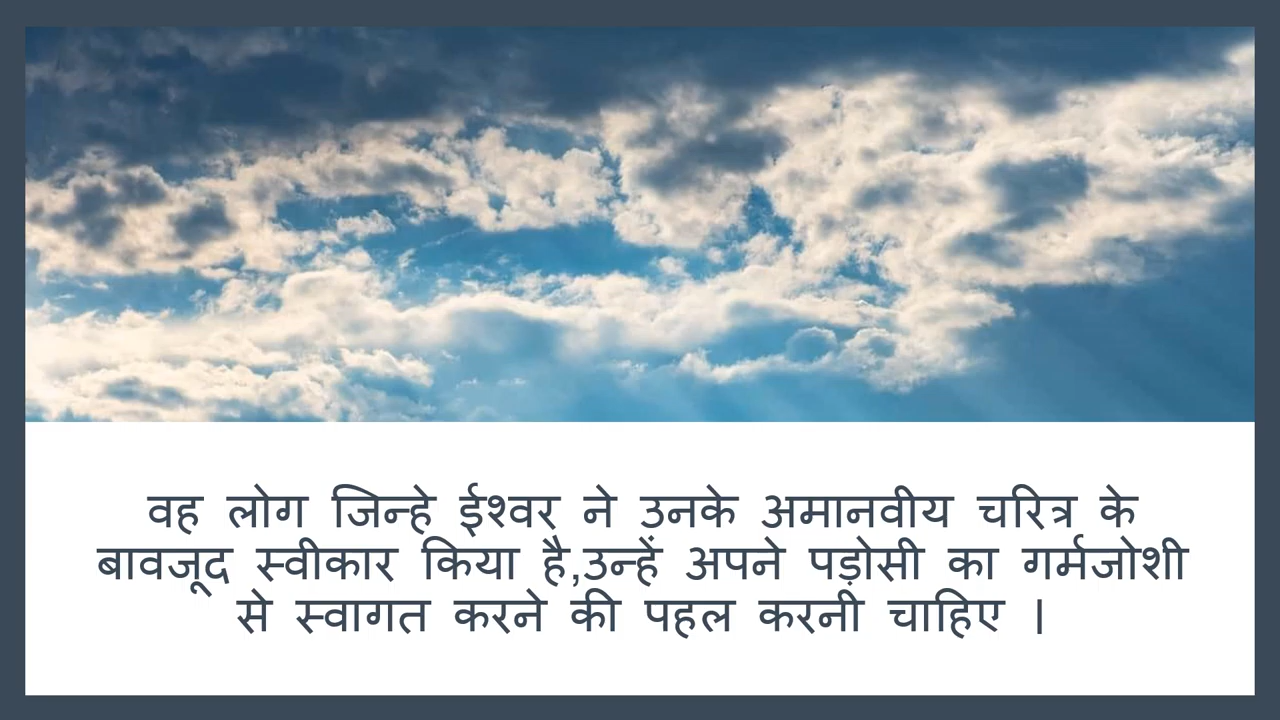 वह लोग जिन्हे ईश्वर ने उनके अमानवीय चरित्र के
बावजूद स्वीकार किया है,उन्हें अपने पड़ोसी का गर्मजोशी
से स्वागत करने की पहल करनी चाहिए ।